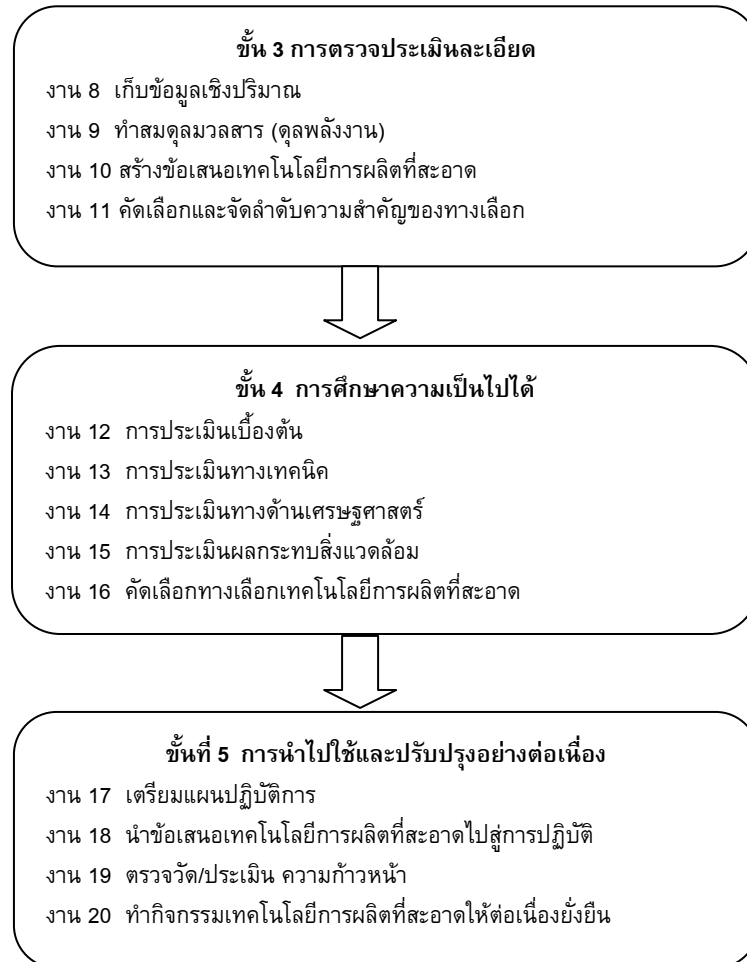 ขั้น 3 การตรวจประเมินละเอียด
งาน 8 เก็บข้อมูลเชิงปริมาณ
งาน 9 ทำสมดุลมวลสาร (ดุลพลังงาน)
งาน 10 สร้างข้อเสนอเทคโนโลยีการผลิตที่สะอาด
งาน 11 คัดเลือกและจัดลำดับความสำคัญของทางเลือก
ขั้น 4 การศึกษาความเป็นไปได้
งาน 12 การประเมินเบื้องต้น
งาน 13 การประเมินทางเทคนิค
งาน 14 การประเมินทางด้านเศรษฐศาสตร์
งาน 15 การประเมินผลกระทบสิ่งแวดล้อม
งาน 16 คัดเลือกทางเลือกเทคโนโลยีการผลิตที่สะอาด
ขั้นที่ 5 การนำไปใช้และปรับปรุงอย่างต่อเนื่อง
งาน 17 เตรียมแผนปฏิบัติการ
งาน 18 นำข้อเสนอเทคโนโลยีการผลิตที่สะอาดไปสู่การปฏิบัติ
งาน 19 ตรวจวัด/ประเมิน ความก้าวหน้า
งาน 20 ทำกิจกรรมเทคโนโลยีการผลิตที่สะอาดให้ต่อเนื่องยั่งยืน